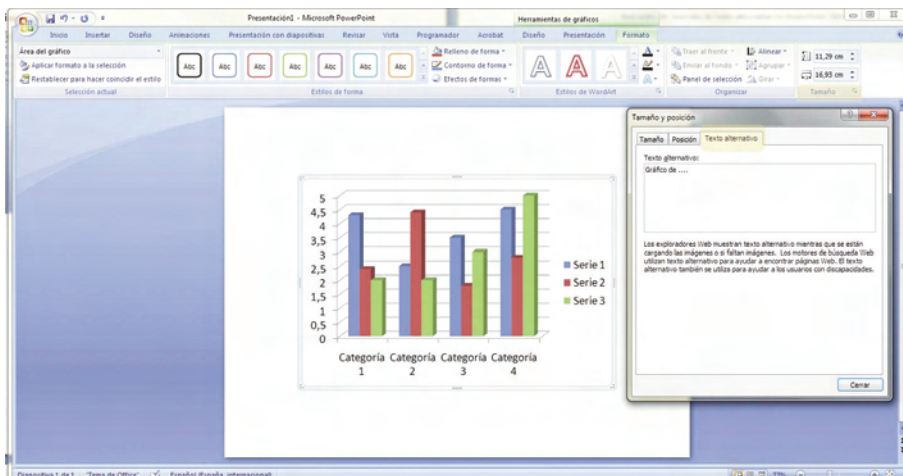 Presentación1 - Microsoft PowerPoint
Herramientas de gráficos
Inicio Insertar Diseño Animaciones Presentación con diapositivas Revisar Vista Programador Acrobat Diseño Presentación Formato
Área del gráfico
Aplicar formato a la selección
Restablecer para hacer coincidir el estilo
Selección actual
Abc Abc Abc Abc Abc Abc Abc
Relleno de forma
Contorno de forma
Efectos de formas
Estilos de forma
A A A
Estilos de WordArt
Traer al frente
Enviar al fondo
Panel de selección
Alinear
Agrupar
Girar
Organizar
11,29 cm
16,93 cm
Tamaño
Tamaño y posición
Tamaño Posición Texto alternativo
Texto alternativo:
Gráfico de ....
Los exploradores Web muestran texto alternativo mientras que se están
cargando las imágenes o si faltan imágenes. Los motores de búsqueda Web
utilizan texto alternativo para ayudar a encontrar páginas Web. El texto
alternativo también se utiliza para ayudar a los usuarios con discapacidades.
Cerrar
5
4,5
4
3,5
3
2,5
2
1,5
1
0,5
0
Categoría Categoría Categoría Categoría
1 2 3 4
Serie 1
Serie 2
Serie 3
Diapositiva 1 de 1 "Tema de Office" Español (España, internacional) 77%